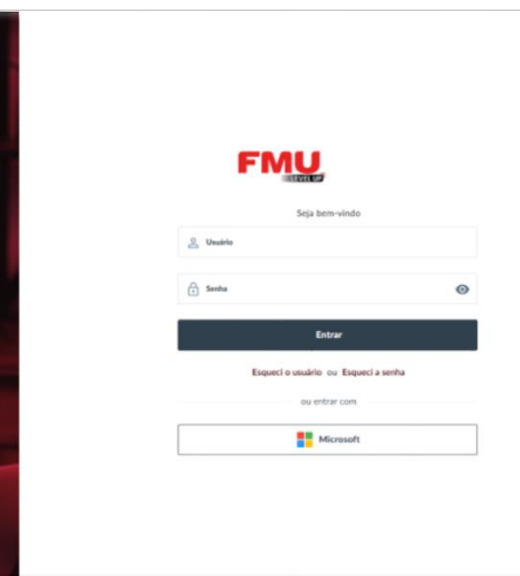 FMU
LEVEL UP
Seja bem-vindo
Usuário
Senha
Entrar
Esqueci o usuário ou Esqueci a senha
ou entrar com
Microsoft